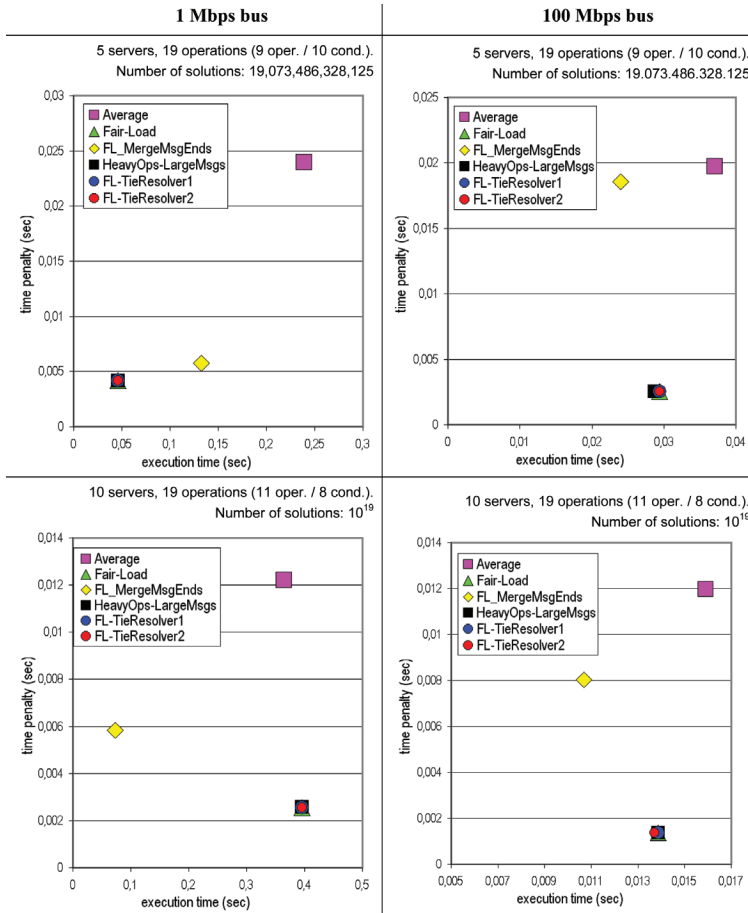 1 Mbps bus
100 Mbps bus
5 servers, 19 operations (9 oper. / 10 cond.).
Number of solutions: 19,073,486,328,125
0,03
0,025
0,02
0,015
0,01
0,005
0
time penalty (sec)
Average
Fair-Load
FL_MergeMsgEnds
HeavyOps-LargeMsgs
FL-TieResolver1
FL-TieResolver2
0
0,05
0,1
0,15
0,2
0,25
0,3
execution time (sec)
5 servers, 19 operations (9 oper. / 10 cond.).
Number of solutions: 19.073.486.328.125
0,025
0,02
0,015
0,01
0,005
0
time penalty (sec)
Average
Fair-Load
FL_MergeMsgEnds
HeavyOps-LargeMsgs
FL-TieResolver1
FL-TieResolver2
0
0,01
0,02
0,03
0,04
execution time (sec)
10 servers, 19 operations (11 oper. / 8 cond.).
Number of solutions: 10^19
0,014
0,012
0,01
0,008
0,006
0,004
0,002
0
time penalty (sec)
Average
Fair-Load
FL_MergeMsgEnds
HeavyOps-LargeMsgs
FL-TieResolver1
FL-TieResolver2
0
0,1
0,2
0,3
0,4
0,5
execution time (sec)
10 servers, 19 operations (11 oper. / 8 cond.).
Number of solutions: 10^19
0,014
0,012
0,01
0,008
0,006
0,004
0,002
0
time penalty (sec)
Average
Fair-Load
FL_MergeMsgEnds
HeavyOps-LargeMsgs
FL-TieResolver1
FL-TieResolver2
0,005
0,007
0,009
0,011
0,013
0,015
0,017
execution time (sec)